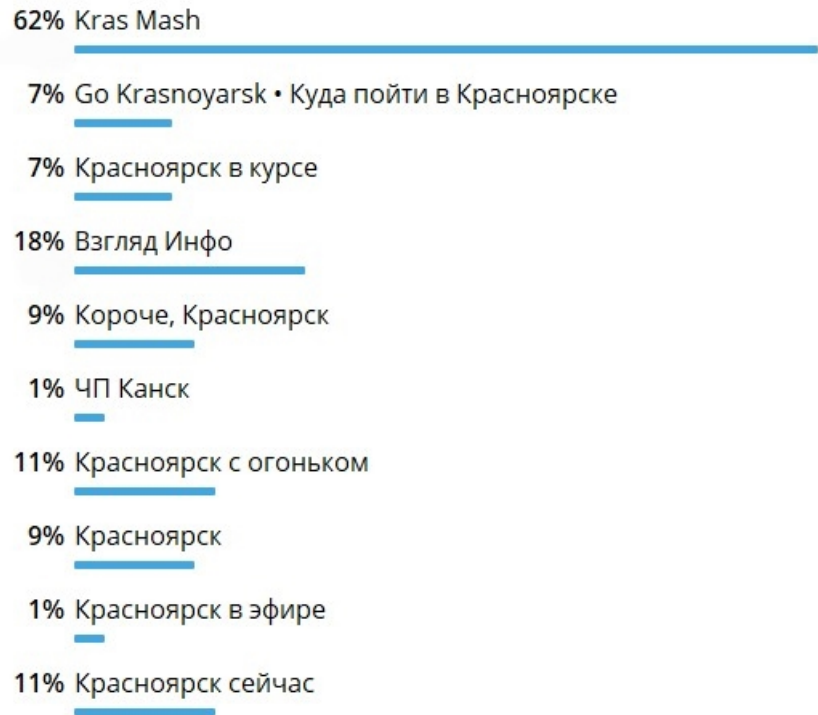 62% Kras Mash
7% Go Krasnoyarsk • Куда пойти в Красноярске
7% Красноярск в курсе
18% Взгляд Инфо
9% Короче, Красноярск
1% ЧП Канск
11% Красноярск с огоньком
9% Красноярск
1% Красноярск в эфире
11% Красноярск сейчас